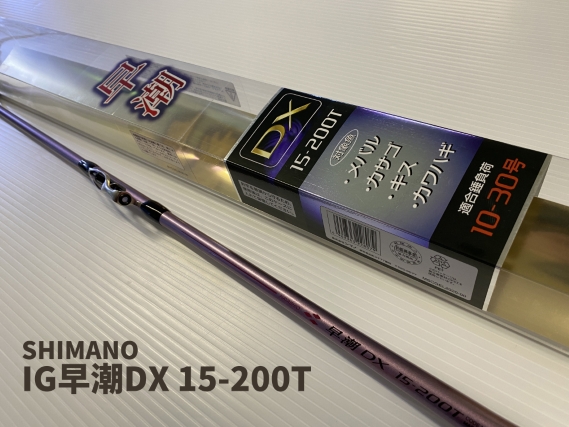 早潮
DX
15-200T
対象魚
・メバル
・カサゴ
・キス
・カワハギ
適合錘負荷
10-30号
早潮 DX 15-200T
SHIMANO
IG早潮DX 15-200T